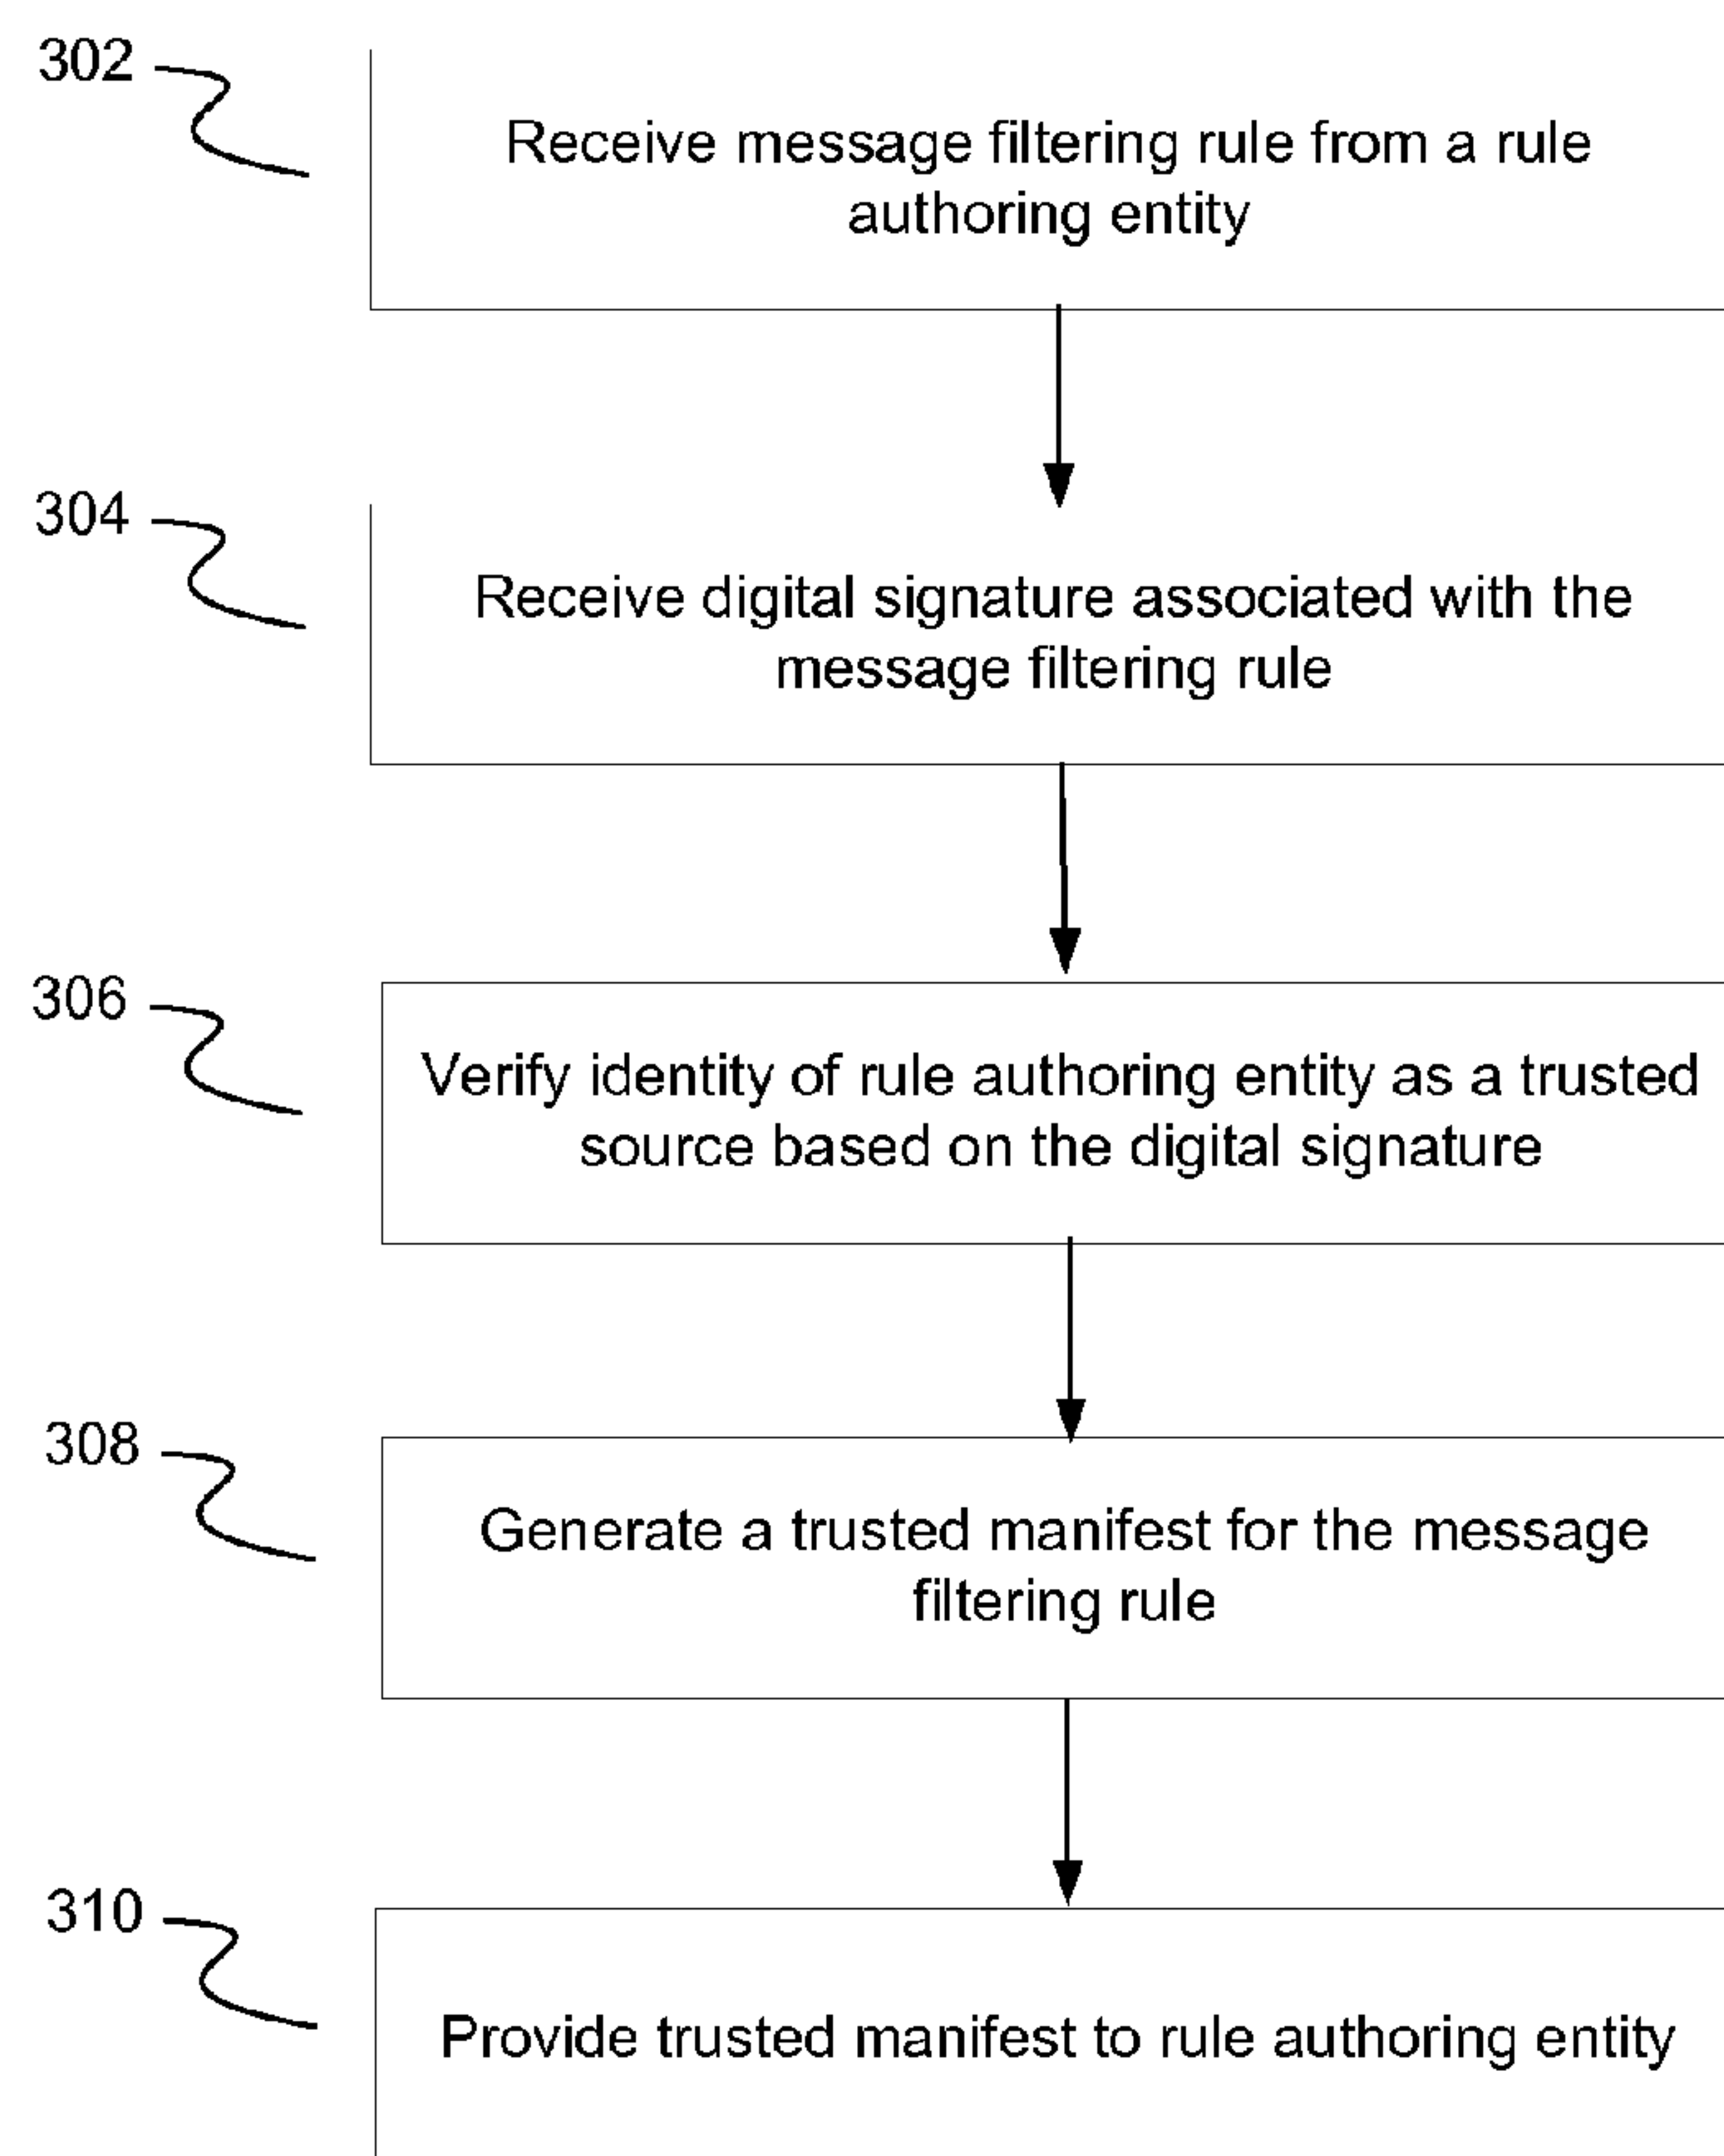 302
Receive message filtering rule from a rule
authoring entity
304
Receive digital signature associated with the
message filtering rule
306
Verify identity of rule authoring entity as a trusted
source based on the digital signature
308
Generate a trusted manifest for the message
filtering rule
310
Provide trusted manifest to rule authoring entity